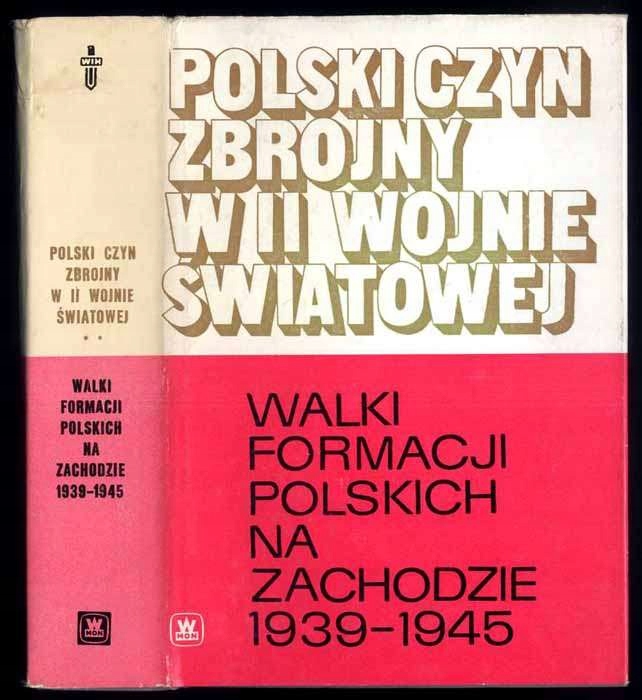 WIH
POLSKI CZYN
ZBROJNY
W II WOJNIE
ŚWIATOWEJ
* *
WALKI
FORMACJI
POLSKICH
NA
ZACHODZIE
1939-1945
W
MON
POLSKI CZYN
ZBROJNY
W II WOJNIE
ŚWIATOWEJ
WALKI
FORMACJI
POLSKICH
NA
ZACHODZIE
1939-1945
W
MON